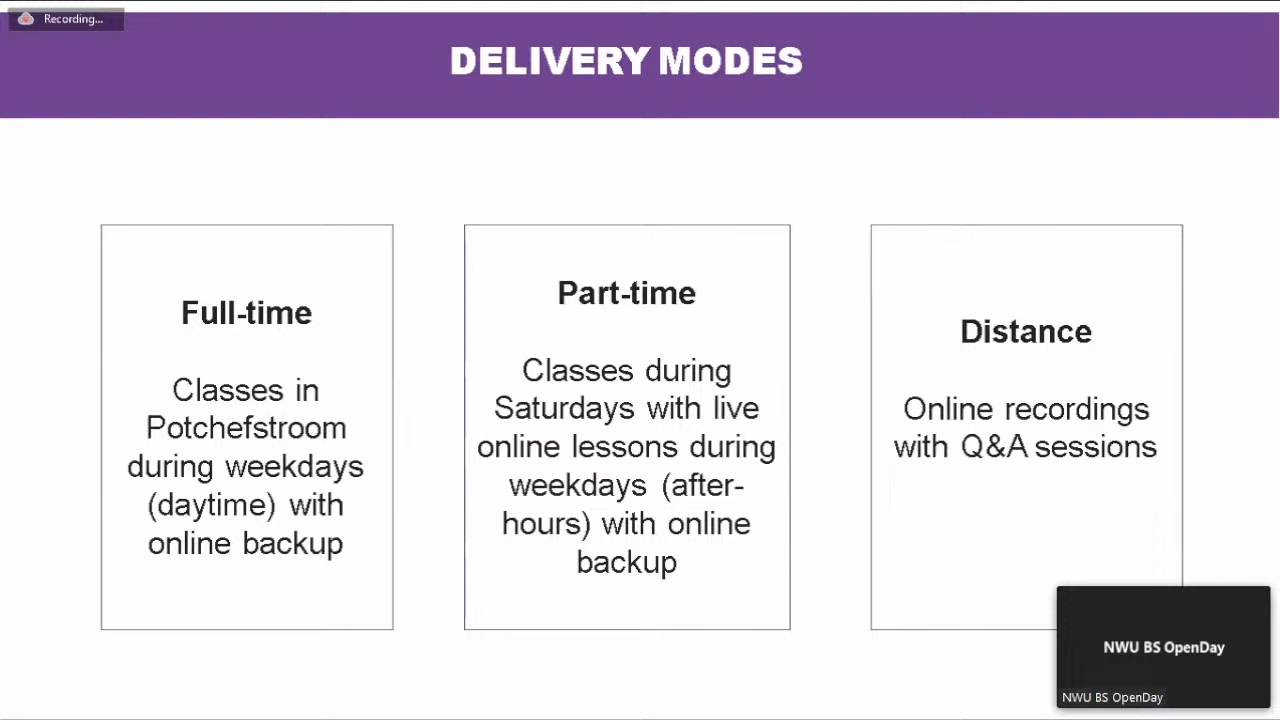 Recording...
DELIVERY MODES
Full-time
Classes in
Potchefstroom
during weekdays
(daytime) with
online backup
Part-time
Classes during
Saturdays with live
online lessons during
weekdays (after-
hours) with online
backup
Distance
Online recordings
with Q&A sessions
NWU BS OpenDay
NWU BS OpenDay